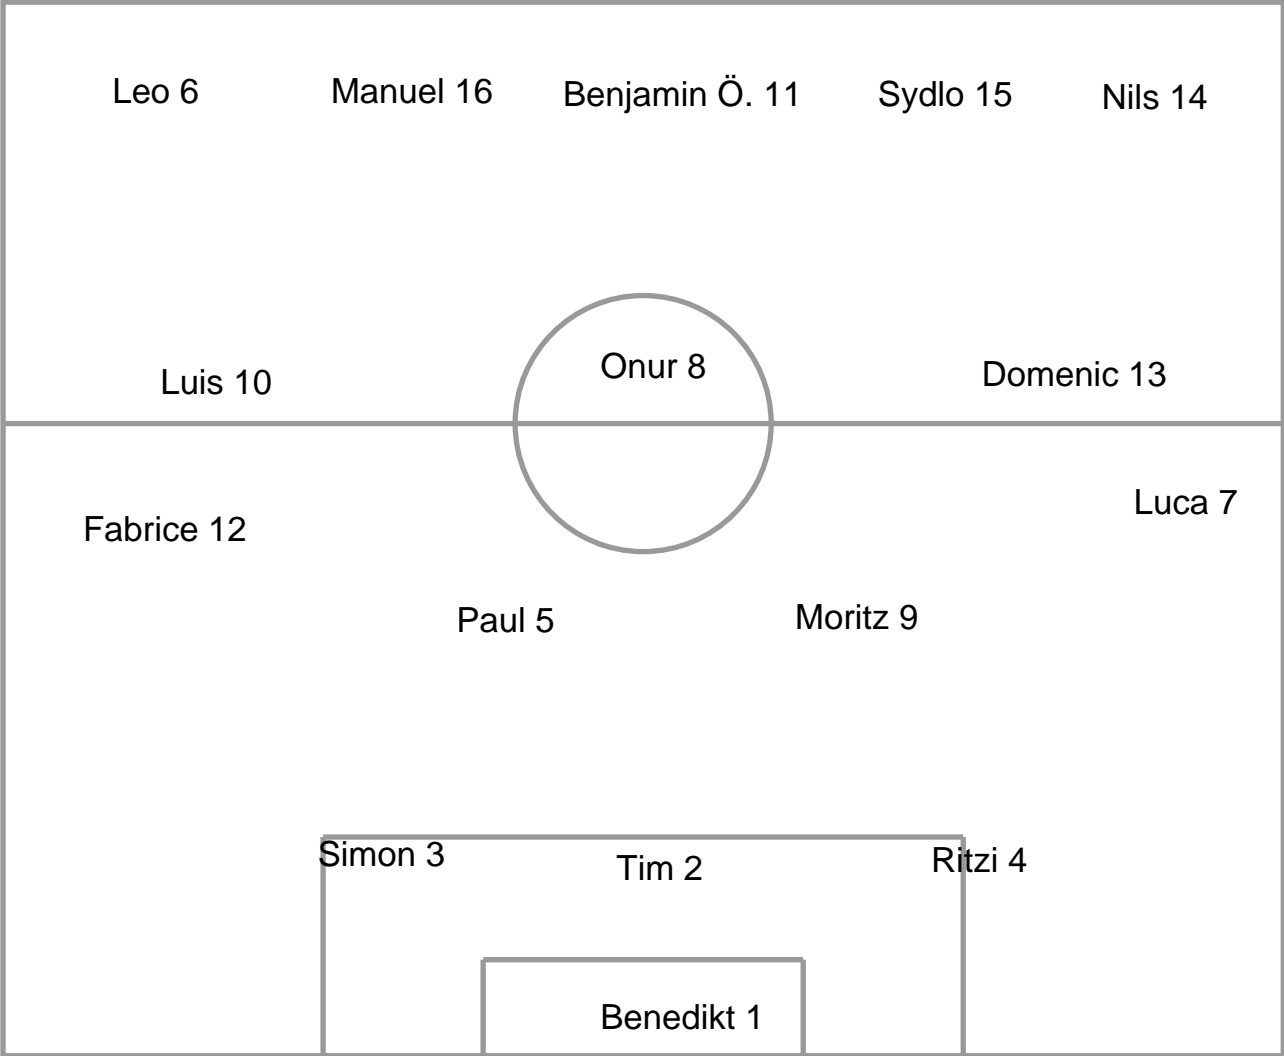 Leo 6
Manuel 16
Benjamin Ö. 11
Sydlo 15
Nils 14
Luis 10
Onur 8
Domenic 13
Fabrice 12
Luca 7
Paul 5
Moritz 9
Simon 3
Tim 2
Ritzi 4
Benedikt 1